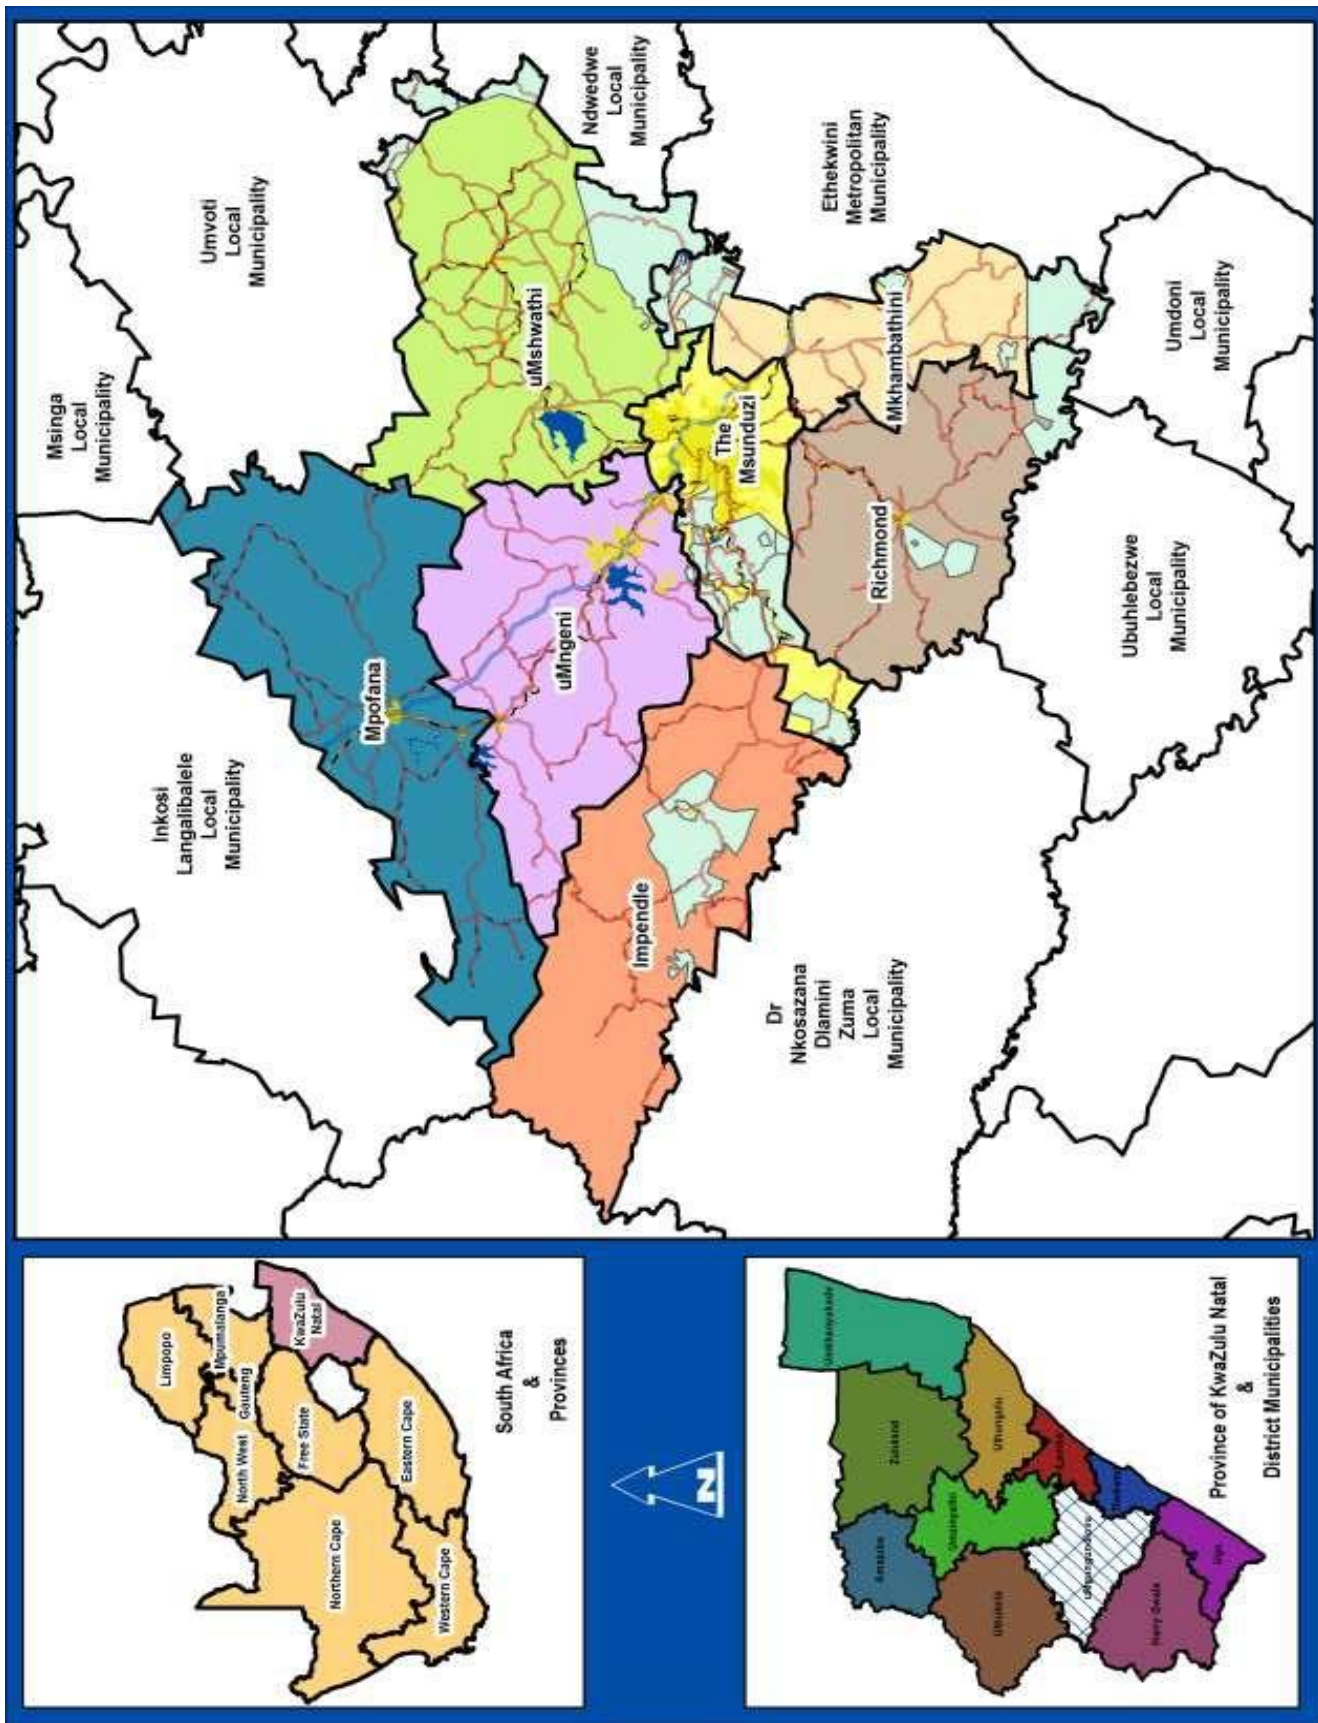 Msinga
Local
Municipality
Umvoti
Local
Municipality
Ndwedwe
Local
Municipality
Ethekwini
Metropolitan
Municipality
Umdoni
Local
Municipality
Ubuhlebezwe
Local
Municipality
Inkosi
Langalibalele
Local
Municipality
Dr
Nkosazana
Dlamini
Zuma
Local
Municipality
uMshwathi
Mkhambathini
The
Msunduzi
Richmond
Mpofana
uMngeni
Impendle
Limpopo
Mpumalanga
Gauteng
North West
KwaZulu
Natal
Free State
Northern Cape
Eastern Cape
Western Cape
South Africa
&
Provinces
N
Zululand
Amajuba
Uthungulu
Umzinyathi
Uthukela
uMgungundlovu
Harry Gwala
Ugu
Province of KwaZulu Natal
&
District Municipalities